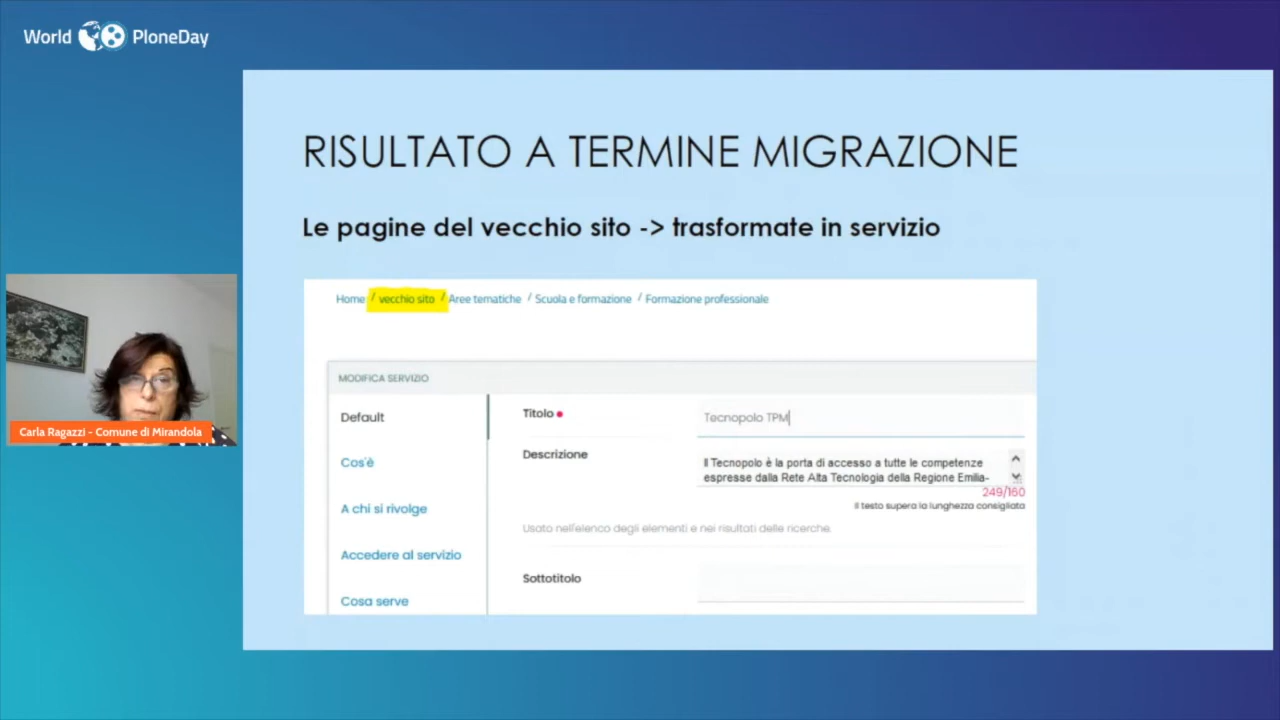 World PloneDay
RISULTATO A TERMINE MIGRAZIONE
Le pagine del vecchio sito -> trasformate in servizio
Home / vecchio sito / Aree tematiche / Scuola e formazione / Formazione professionale
MODIFICA SERVIZIO
Default
Cos'è
A chi si rivolge
Accedere al servizio
Cosa serve
Titolo
Tecnopolo TPM
Descrizione
Il Tecnopolo è la porta di accesso a tutte le competenze
espresse dalla Rete Alta Tecnologia della Regione Emilia-
249/160
Il testo supera la lunghezza consigliata
Usato nell'elenco degli elementi e nei risultati delle ricerche.
Sottotitolo
Carla Ragazzi - Comune di Mirandola